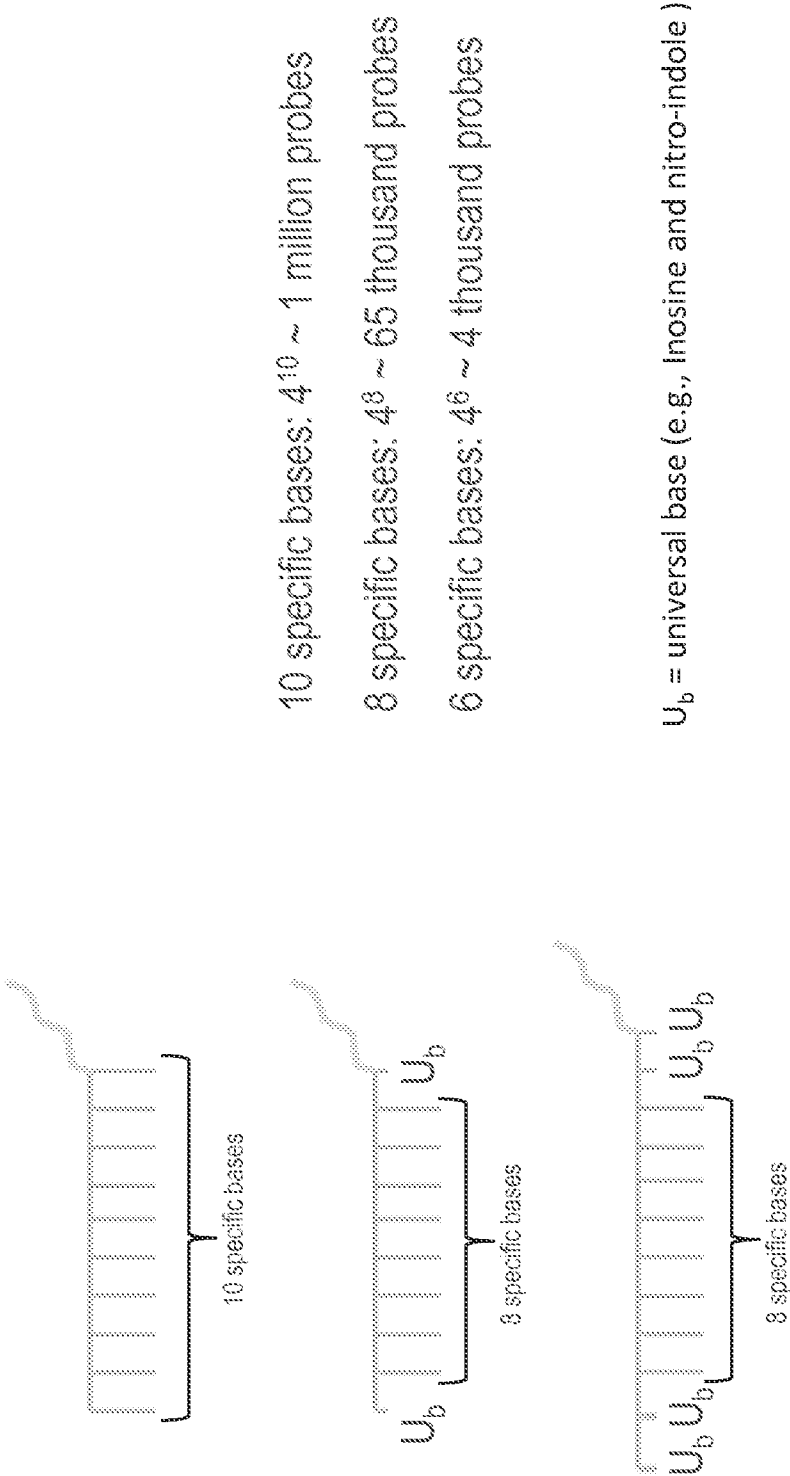 10 specific bases
U_b U_b
8 specific bases
U_b U_b U_b U_b
8 specific bases
10 specific bases: 4¹⁰ ~ 1 million probes
8 specific bases: 4⁸ ~ 65 thousand probes
6 specific bases: 4⁶ ~ 4 thousand probes
U_b = universal base (e.g., Inosine and nitro-indole )